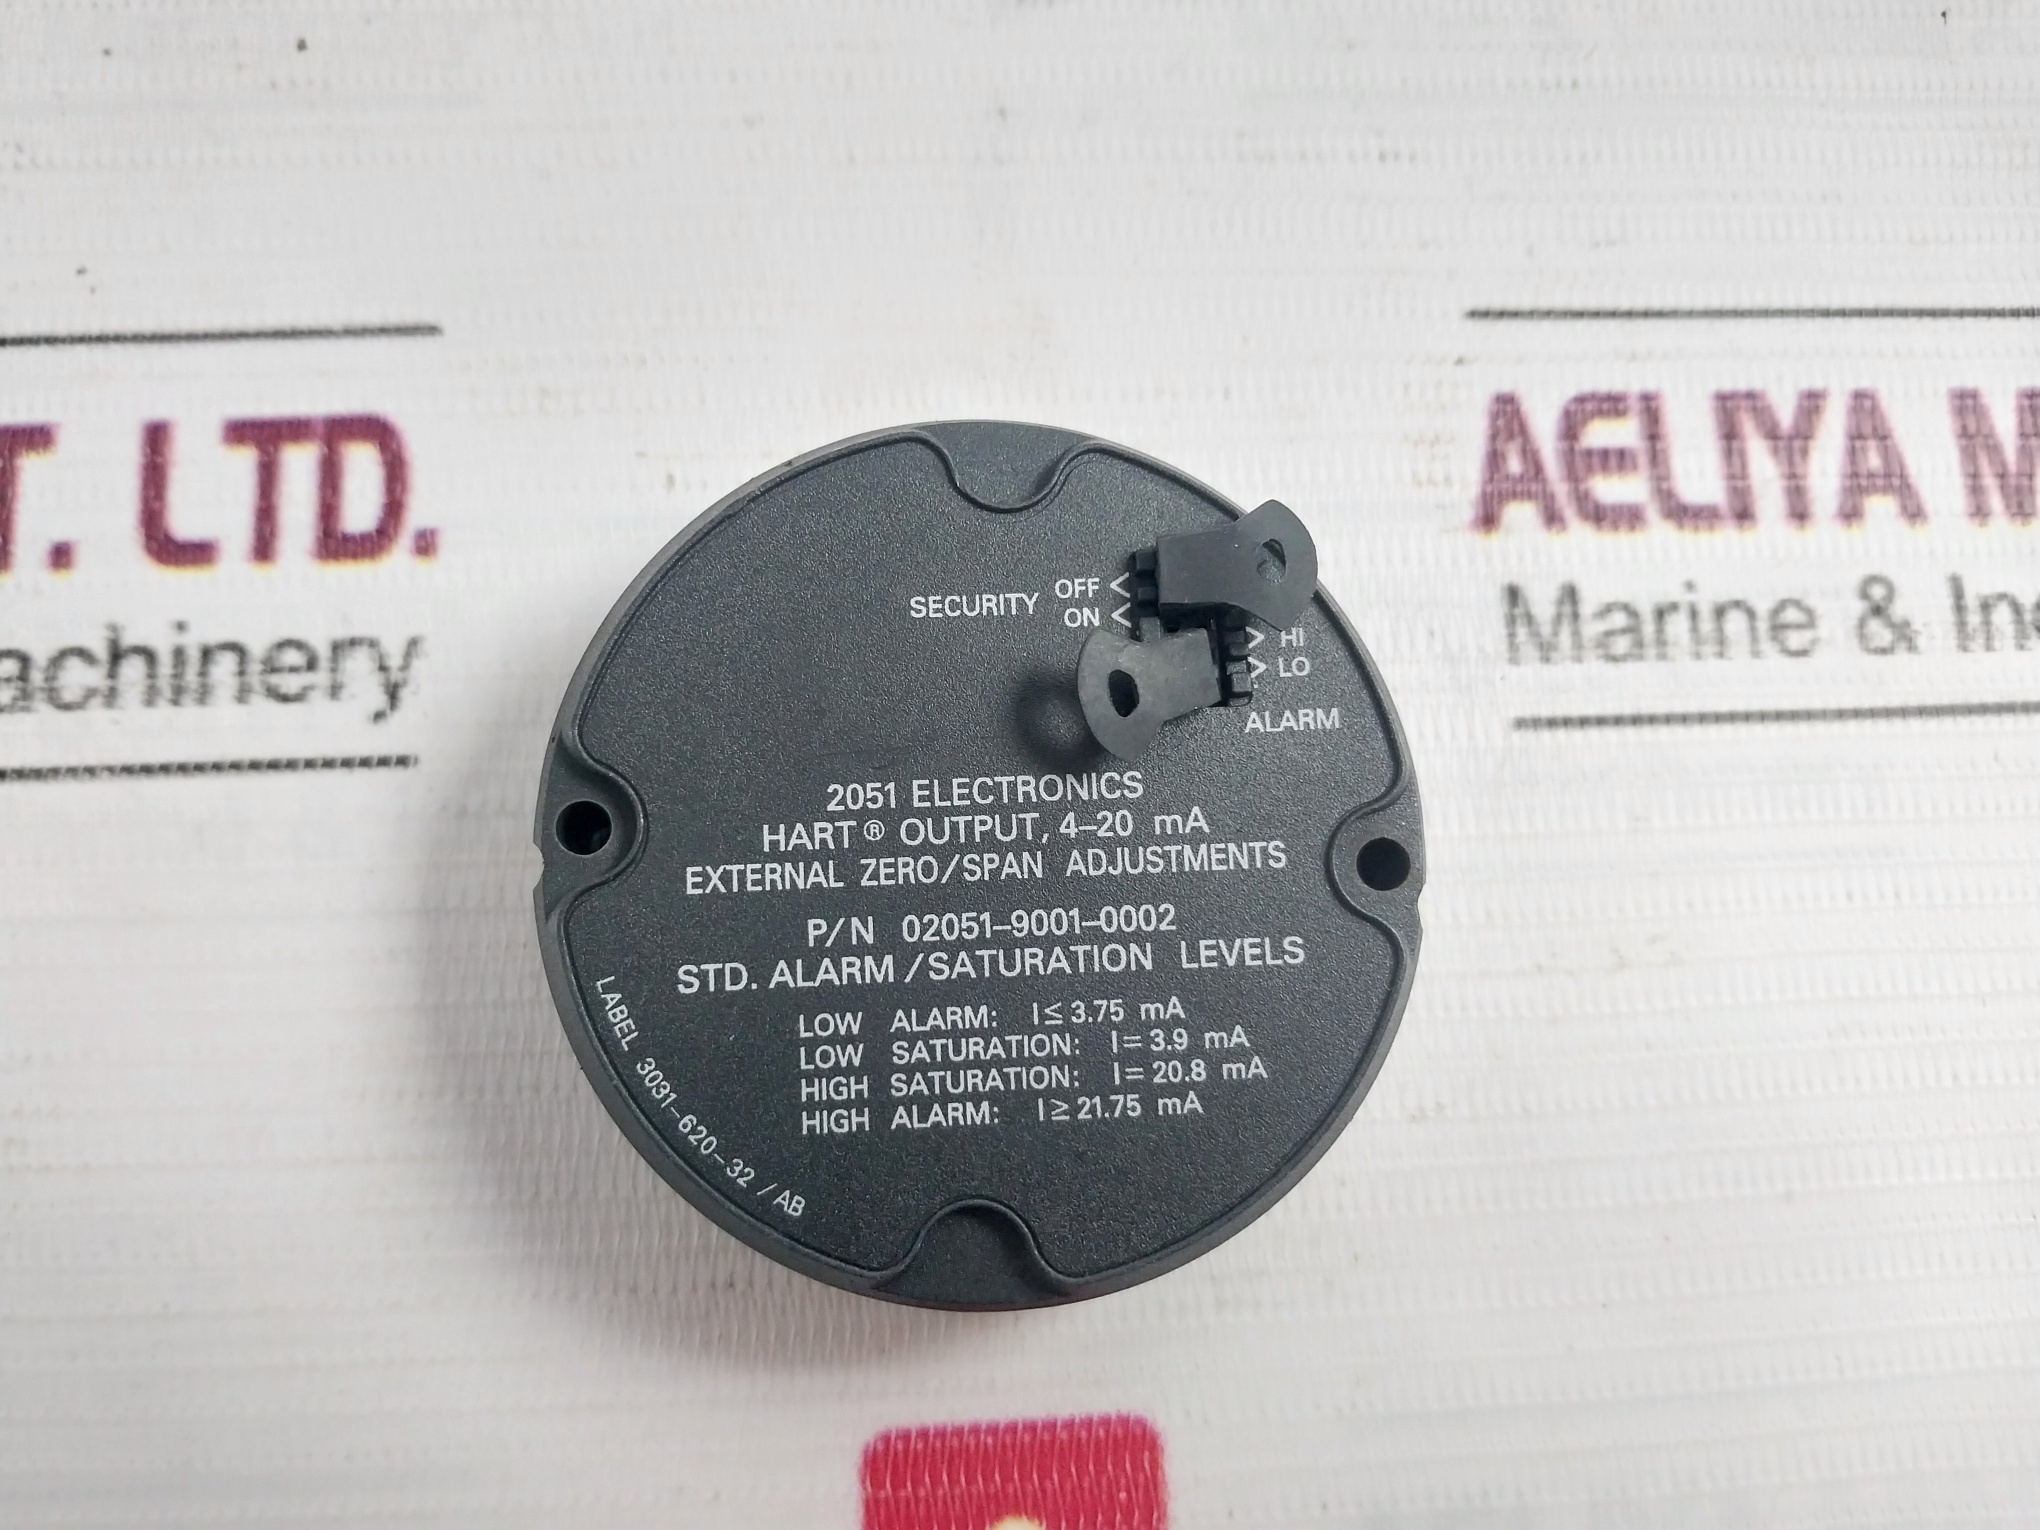 T. LTD.
achinery
AELIYA M
Marine & In
SECURITY OFF <
ON <
> HI
> LO
ALARM
2051 ELECTRONICS
HART® OUTPUT, 4–20 mA
EXTERNAL ZERO/SPAN ADJUSTMENTS
P/N 02051–9001–0002
STD. ALARM/SATURATION LEVELS
LOW ALARM: I≤3.75 mA
LOW SATURATION: I=3.9 mA
HIGH SATURATION: I=20.8 mA
HIGH ALARM: I≥21.75 mA
LABEL 3031–620–32 /AB